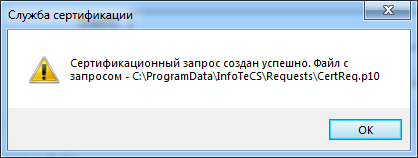 Служба сертификации
Сертификационный запрос создан успешно. Файл с
запросом - C:\ProgramData\InfoTeCS\Requests\CertReq.p10
OK